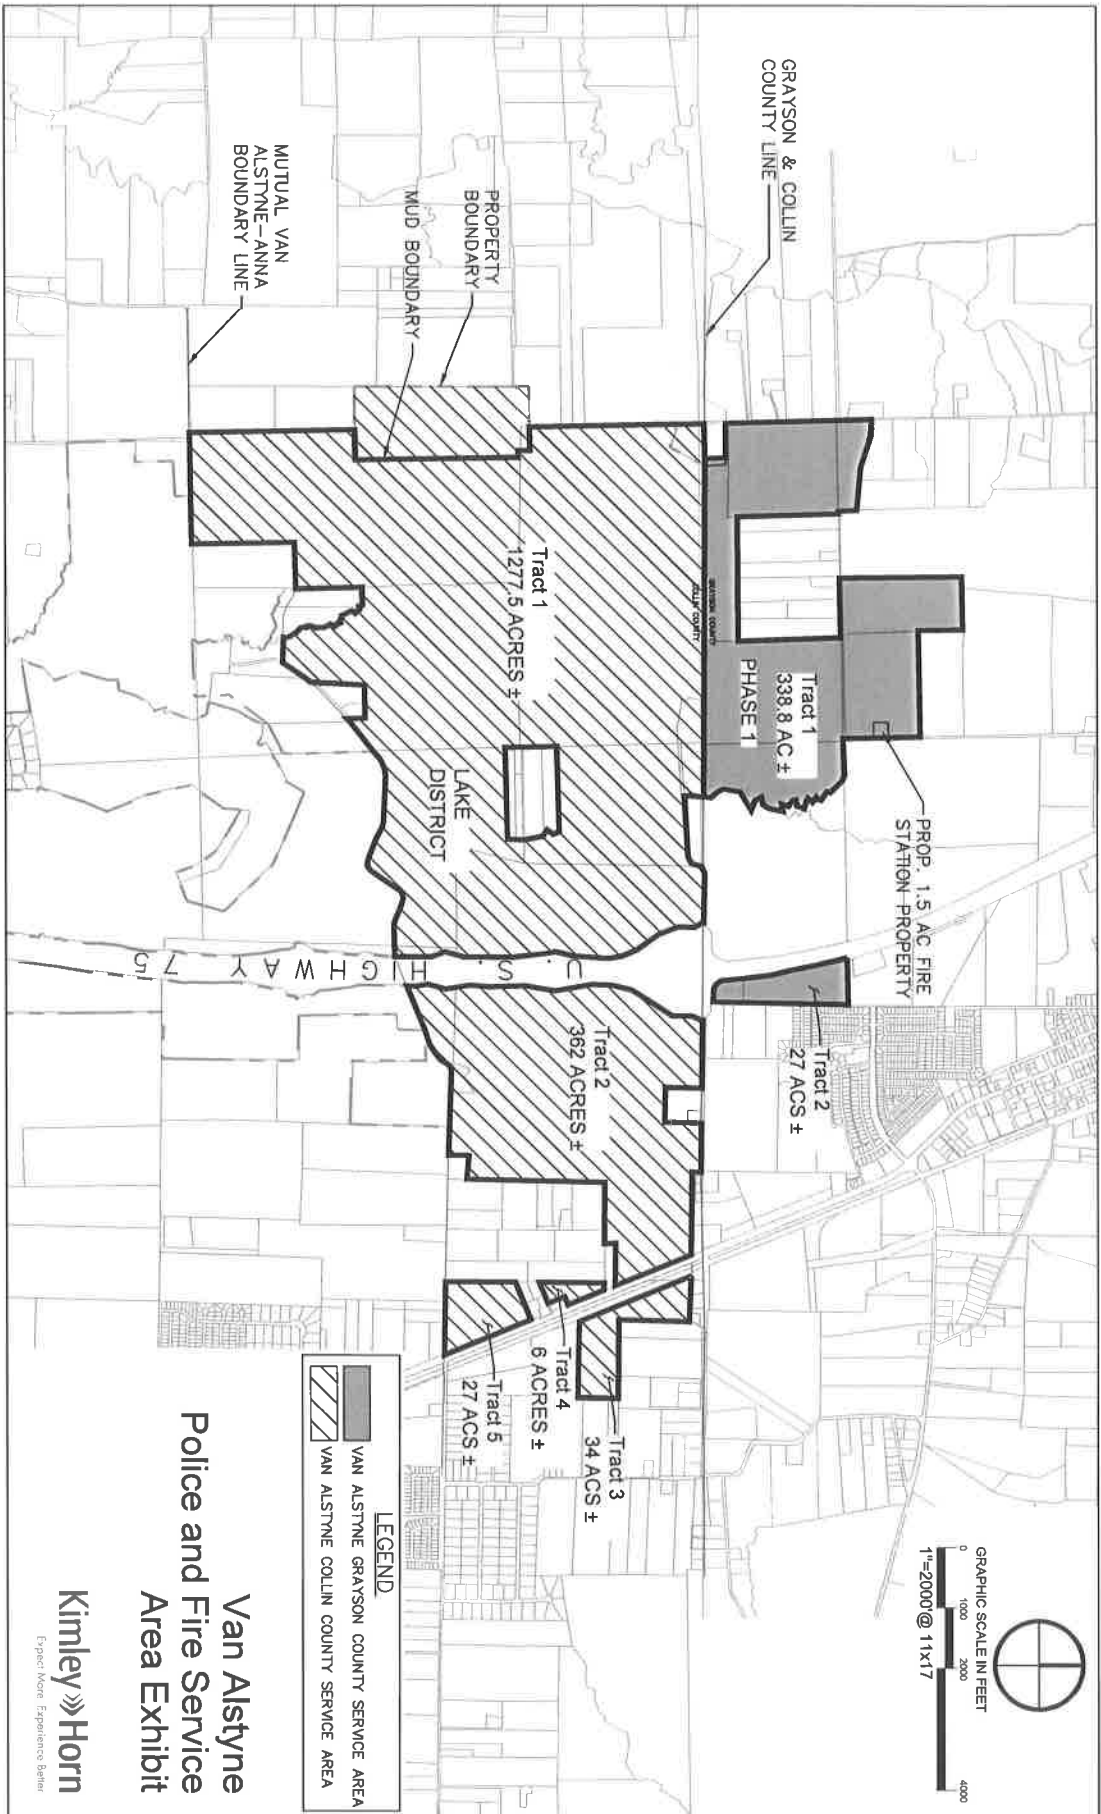 GRAYSON & COLLIN
COUNTY LINE
PROPERTY
BOUNDARY
MUD BOUNDARY
MUTUAL VAN
ALSTYNE-ANNA
BOUNDARY LINE
GRAYSON COUNTY
COLLIN COUNTY
Tract 1
338.8 AC ±
PHASE 1
PROP. 1.5 AC FIRE
STATION PROPERTY
Tract 1
1277.5 ACRES ±
LAKE
DISTRICT
U. S. HIGHWAY 75
Tract 2
27 ACS ±
Tract 2
362 ACRES ±
Tract 3
34 ACS ±
Tract 4
6 ACRES ±
Tract 5
27 ACS ±
GRAPHIC SCALE IN FEET
0 1000 2000 4000
1"=2000'@ 11x17
LEGEND
VAN ALSTYNE GRAYSON COUNTY SERVICE AREA
VAN ALSTYNE COLLIN COUNTY SERVICE AREA
Van Alstyne
Police and Fire Service
Area Exhibit
Kimley»Horn
Expect More. Experience Better.